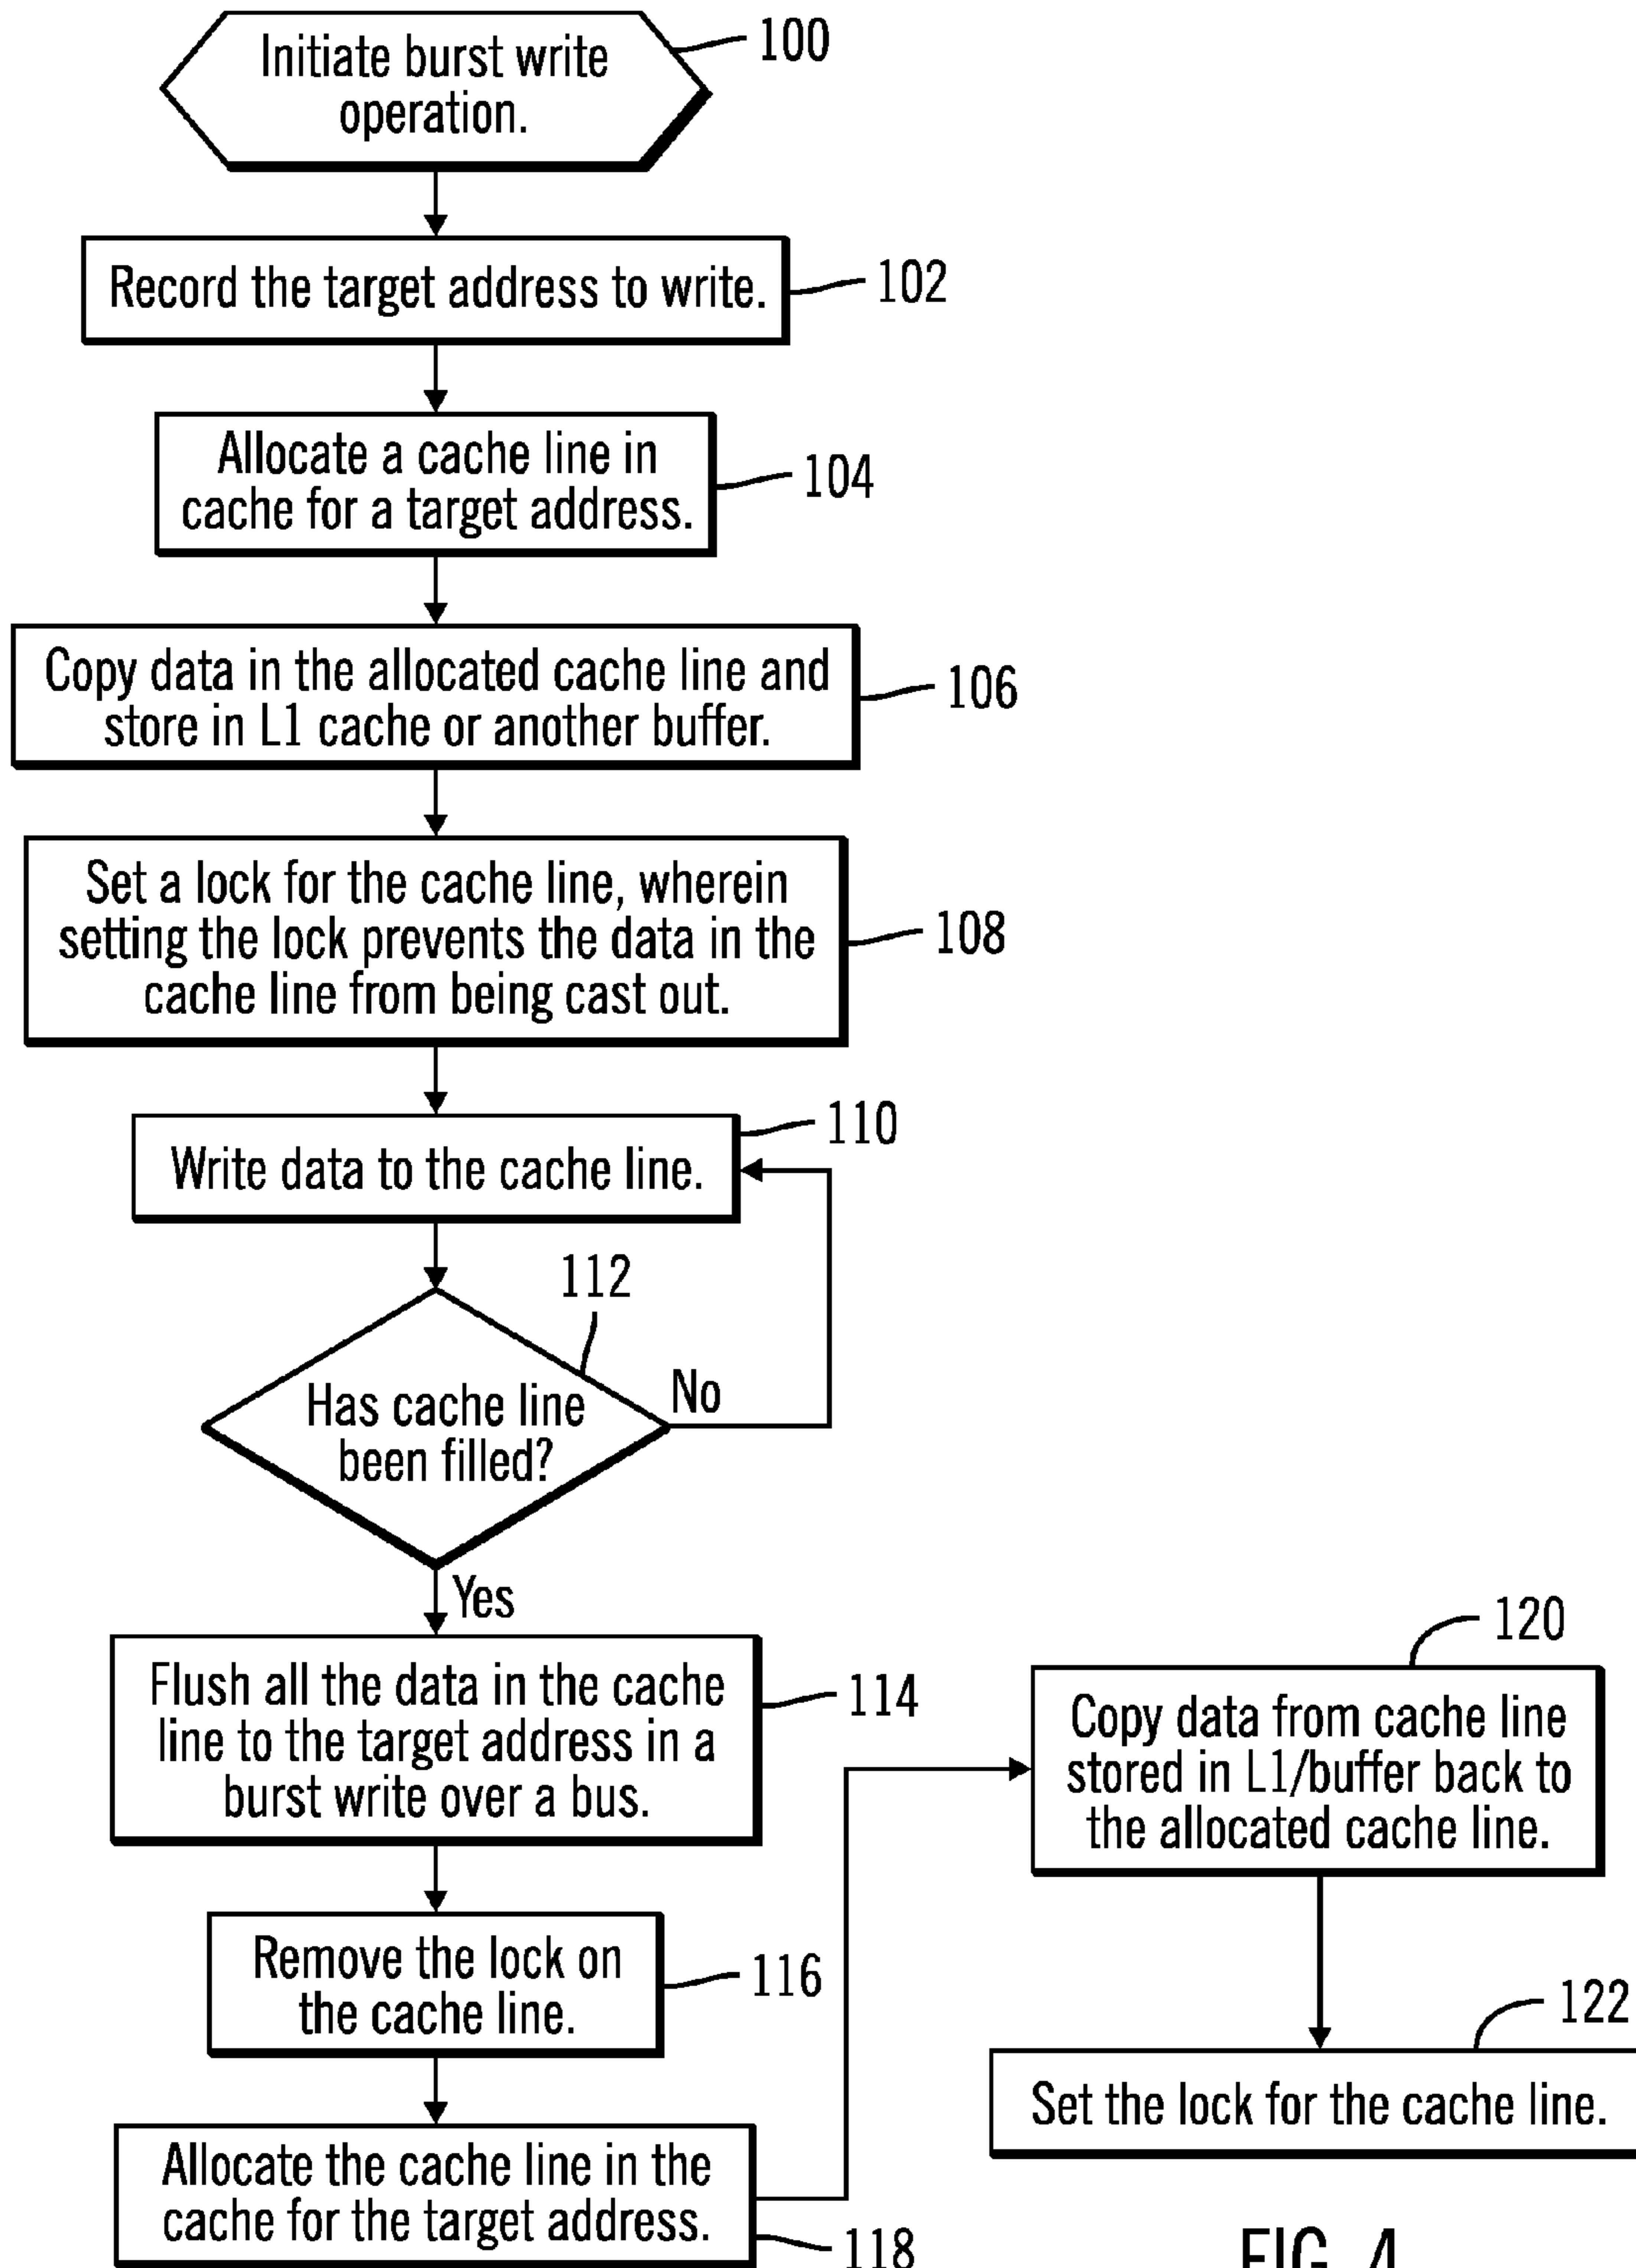 Initiate burst write
operation.
100
Record the target address to write.
102
Allocate a cache line in
cache for a target address.
104
Copy data in the allocated cache line and
store in L1 cache or another buffer.
106
Set a lock for the cache line, wherein
setting the lock prevents the data in the
cache line from being cast out.
108
Write data to the cache line.
110
112
Has cache line
been filled?
No
Yes
Flush all the data in the cache
line to the target address in a
burst write over a bus.
114
Remove the lock on
the cache line.
116
Allocate the cache line in the
cache for the target address.
118
120
Copy data from cache line
stored in L1/buffer back to
the allocated cache line.
122
Set the lock for the cache line.
FIG. 4